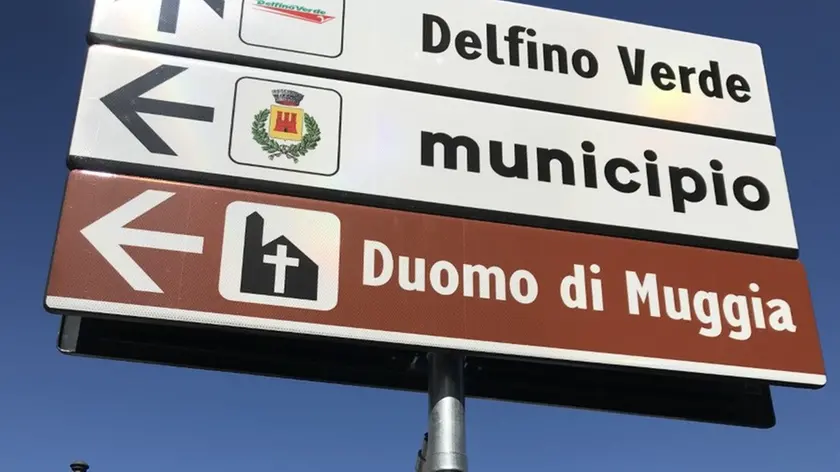 Delfino Verde
Delfino Verde
municipio
Duomo di Muggia